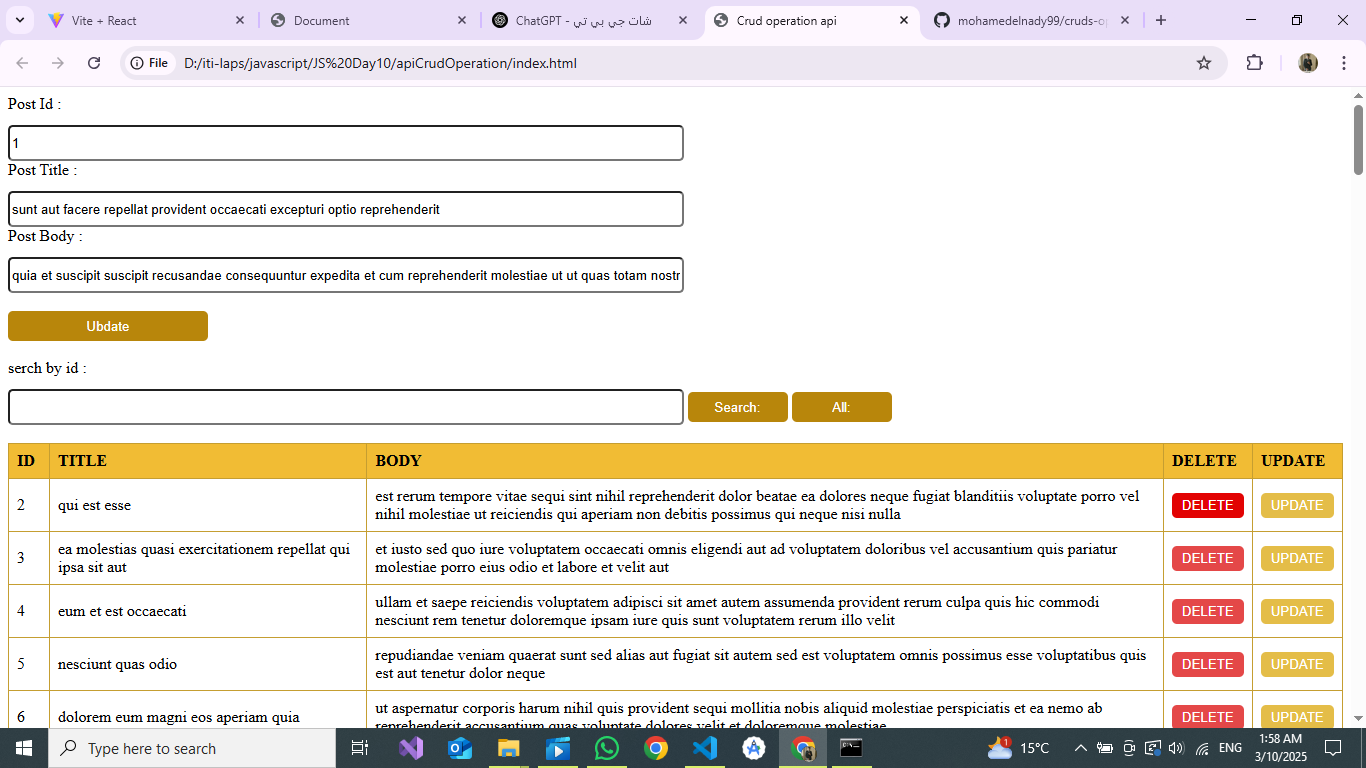 Vite + React
Document
ChatGPT - شات جي بي تي
Crud operation api
mohamedelnady99/cruds-o
File
D:/iti-laps/javascript/JS%20Day10/apiCrudOperation/index.html
Post Id :
1
Post Title :
sunt aut facere repellat provident occaecati excepturi optio reprehenderit
Post Body :
quia et suscipit suscipit recusandae consequuntur expedita et cum reprehenderit molestiae ut ut quas totam nostr
Ubdate
serch by id :
Search:
All:
ID TITLE BODY DELETE UPDATE
2 qui est esse est rerum tempore vitae sequi sint nihil reprehenderit dolor beatae ea dolores neque fugiat blanditiis voluptate porro vel DELETE UPDATE
nihil molestiae ut reiciendis qui aperiam non debitis possimus qui neque nisi nulla
3 ea molestias quasi exercitationem repellat qui et iusto sed quo iure voluptatem occaecati omnis eligendi aut ad voluptatem doloribus vel accusantium quis pariatur DELETE UPDATE
ipsa sit aut molestiae porro eius odio et labore et velit aut
4 eum et est occaecati ullam et saepe reiciendis voluptatem adipisci sit amet autem assumenda provident rerum culpa quis hic commodi DELETE UPDATE
nesciunt rem tenetur doloremque ipsam iure quis sunt voluptatem rerum illo velit
5 nesciunt quas odio repudiandae veniam quaerat sunt sed alias aut fugiat sit autem sed est voluptatem omnis possimus esse voluptatibus quis DELETE UPDATE
est aut tenetur dolor neque
6 dolorem eum magni eos aperiam quia ut aspernatur corporis harum nihil quis provident sequi mollitia nobis aliquid molestiae perspiciatis et ea nemo ab DELETE UPDATE
reprehenderit accusantium quas voluptate dolores velit et doloremque molestiae
Type here to search
1
15°C
ENG
1:58 AM
3/10/2025